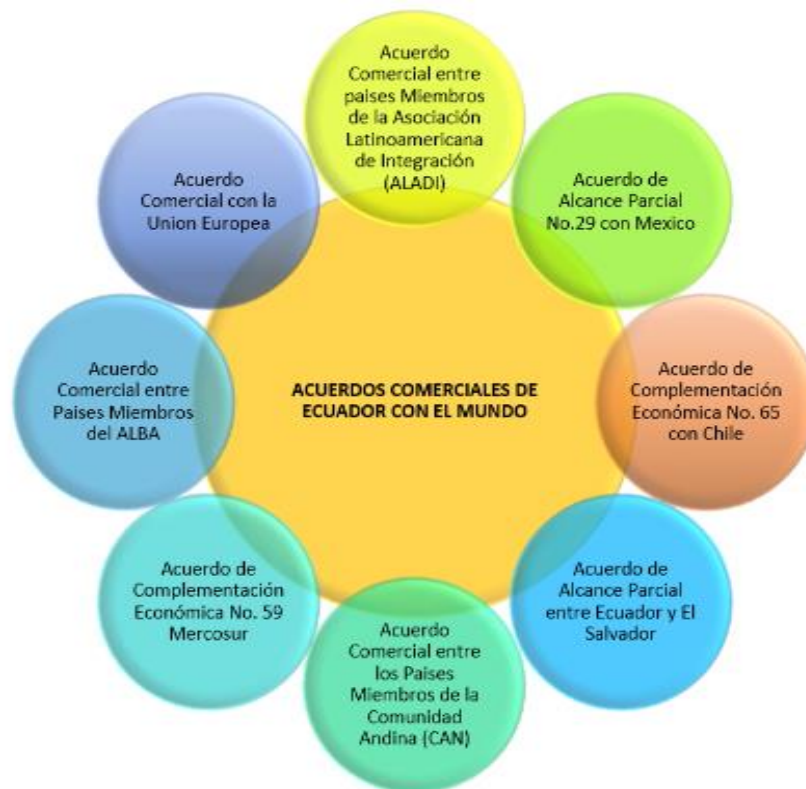 Acuerdo
Comercial entre
paises Miembros
de la Asociación
Latinoamericana
de Integración
(ALADI)
Acuerdo de
Alcance Parcial
No.29 con Mexico
Acuerdo de
Complementación
Económica No. 65
con Chile
Acuerdo de
Alcance Parcial
entre Ecuador y El
Salvador
Acuerdo
Comercial entre
los Paises
Miembros de la
Comunidad
Andina (CAN)
Acuerdo de
Complementación
Económica No. 59
Mercosur
Acuerdo
Comercial entre
Paises Miembros
del ALBA
Acuerdo
Comercial con la
Union Europea
ACUERDOS COMERCIALES DE
ECUADOR CON EL MUNDO